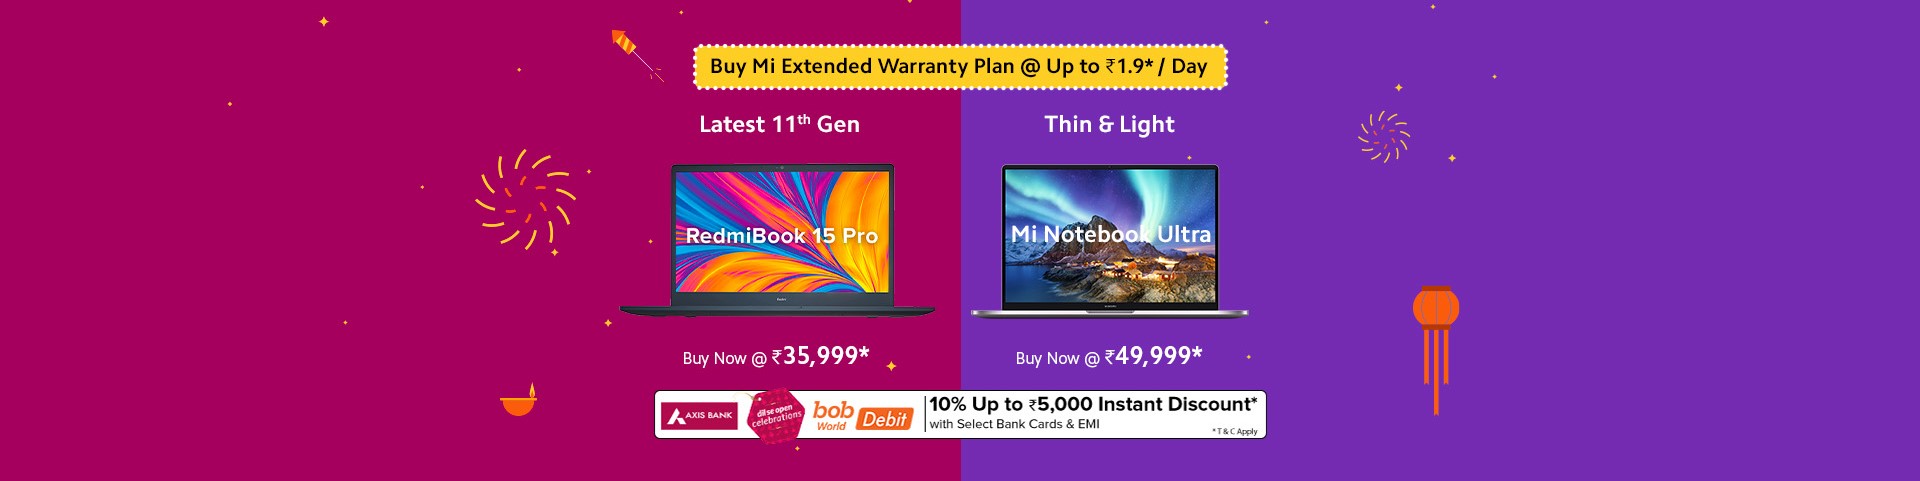 Buy Mi Extended Warranty Plan @ Up to ₹1.9* / Day
Latest 11th Gen
RedmiBook 15 Pro
Redmi
Buy Now @ ₹35,999*
Thin & Light
Mi Notebook Ultra
Buy Now @ ₹49,999*
AXIS BANK
dil se open
celebrations
bob
World
Debit
10% Up to ₹5,000 Instant Discount*
with Select Bank Cards & EMI
*T & C Apply